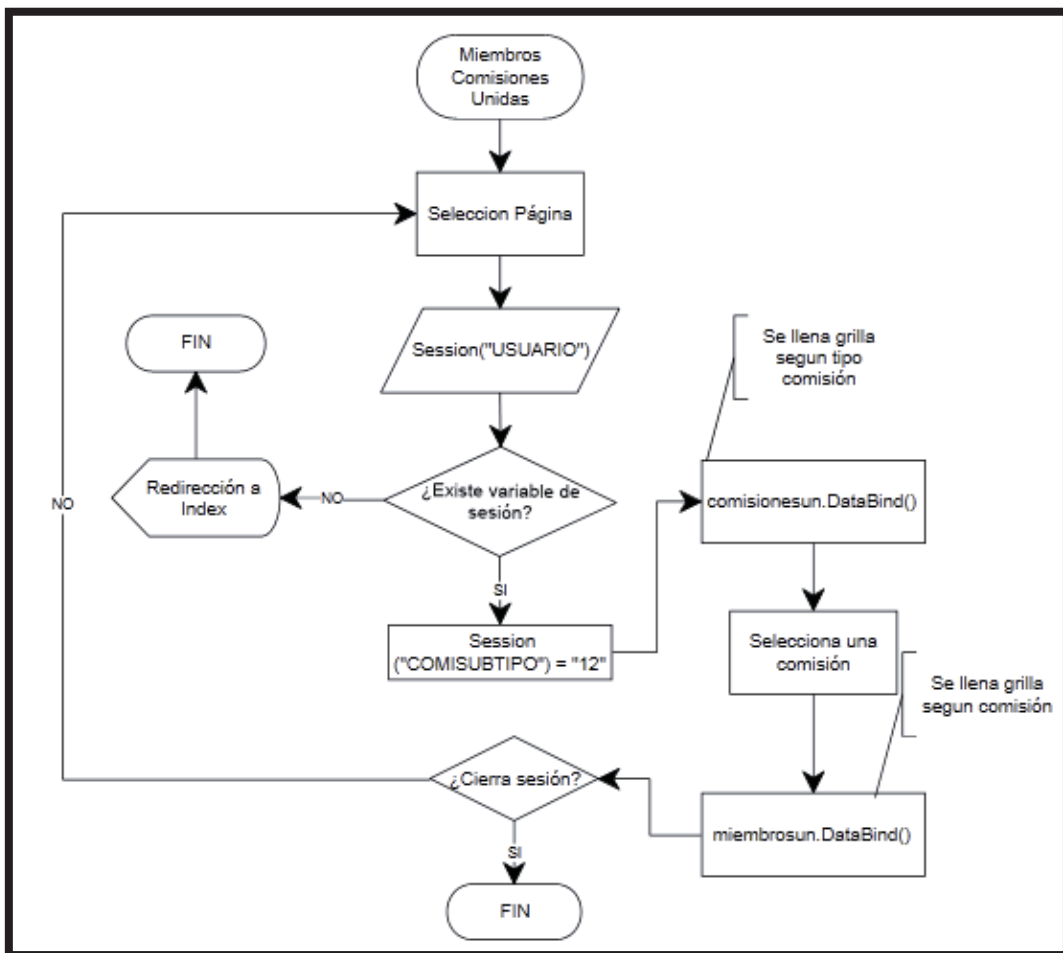 Miembros
Comisiones
Unidas
Seleccion Página
Session("USUARIO")
¿Existe variable de
sesión?
NO
Redirección a
Index
FIN
SI
Session
("COMISUBTIPO") = "12"
Se llena grilla
segun tipo
comisión
comisionesun.DataBind()
Selecciona una
comisión
Se llena grilla
segun comisión
miembrosun.DataBind()
¿Cierra sesión?
NO
SI
FIN